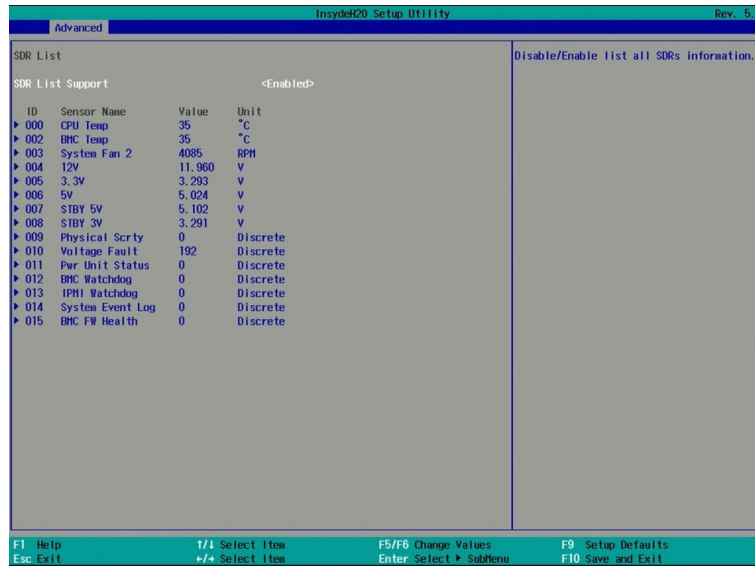 InsydeH20 Setup Utility Rev. 5.
Advanced
SDR List
Disable/Enable list all SDRs information.
SDR List Support <Enabled>
ID Sensor Name Value Unit
000 CPU Temp 35 °C
002 BMC Temp 35 °C
003 System Fan 2 4085 RPM
004 12V 11.960 V
005 3.3V 3.293 V
006 5V 5.024 V
007 STBY 5V 5.102 V
008 STBY 3V 3.291 V
009 Physical Scrty 0 Discrete
010 Voltage Fault 192 Discrete
011 Pwr Unit Status 0 Discrete
012 BMC Watchdog 0 Discrete
013 IPMI Watchdog 0 Discrete
014 System Event Log 0 Discrete
015 BMC FW Health 0 Discrete
F1 Help ↑/↓ Select Item F5/F6 Change Values F9 Setup Defaults
Esc Exit ←/→ Select Item Enter Select ▶ SubMenu F10 Save and Exit